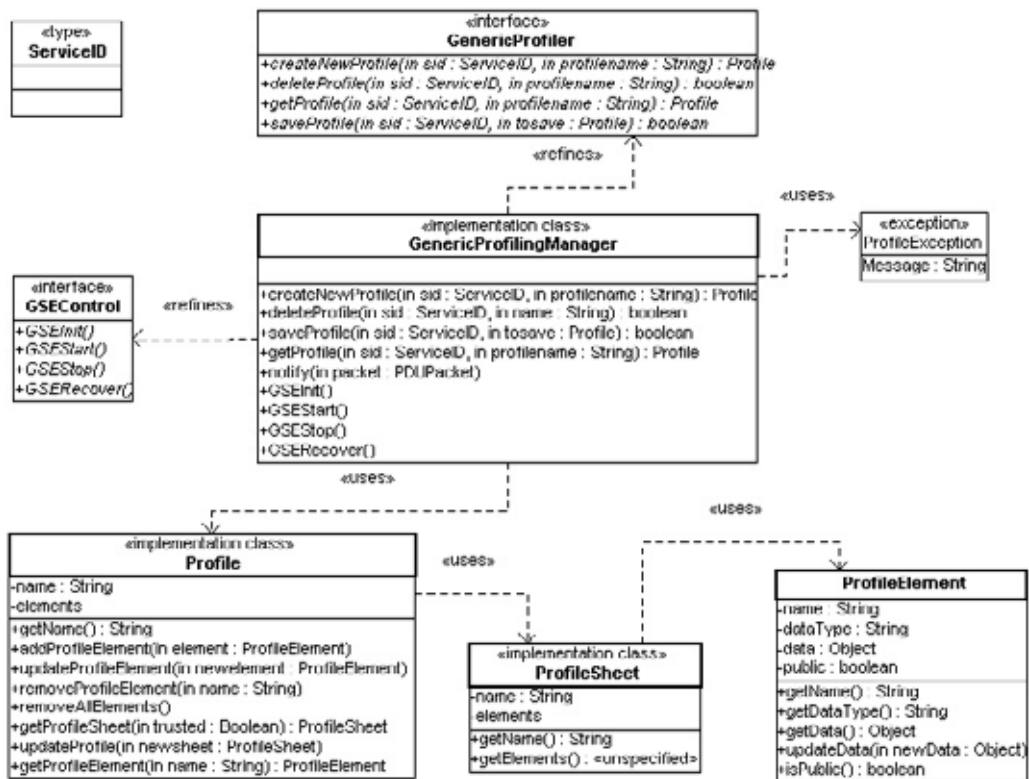 «type»
ServiceID
«interface»
GenericProfiler
+createNewProfile(in sid : ServiceID, in profilename : String) : Profile
+deleteProfile(in sid : ServiceID, in profilename : String) : boolean
+getProfile(in sid : ServiceID, in profilename : String) : Profile
+saveProfile(in sid : ServiceID, in tosave : Profile) : boolean
«refines»
«uses»
«implementation class»
GenericProfilingManager
+createNewProfile(in sid : ServiceID, in profilename : String) : Profile
+deleteProfile(in sid : ServiceID, in name : String) : boolean
+saveProfile(in sid : ServiceID, in tosave : Profile) : boolean
+getProfile(in sid : ServiceID, in profilename : String) : Profile
+notify(in packet : PDUPacket)
+GSEInit()
+GSEStart()
+GSEStop()
+GSERecover()
«exception»
ProfileException
Message : String
«interface»
GSEControl
+GSEInit()
+GSEStart()
+GSEStop()
+GSERecover()
«refines»
«uses»
«uses»
«implementation class»
Profile
-name : String
-elements
+getName() : String
+addProfileElement(in element : ProfileElement)
+updateProfileElement(in newelement : ProfileElement)
+removeProfileElement(in name : String)
+removeAllElements()
+getProfileSheet(in trusted : Boolean) : ProfileSheet
+updateProfile(in newsheet : ProfileSheet)
+getProfileElement(in name : String) : ProfileElement
«uses»
«implementation class»
ProfileSheet
-name : String
-elements
+getName() : String
+getElements() : «unspecified»
ProfileElement
-name : String
-dataType : String
-data : Object
-public : boolean
+getName() : String
+getDataType() : String
+getData() : Object
+updateData(in newData : Object)
+isPublic() : boolean